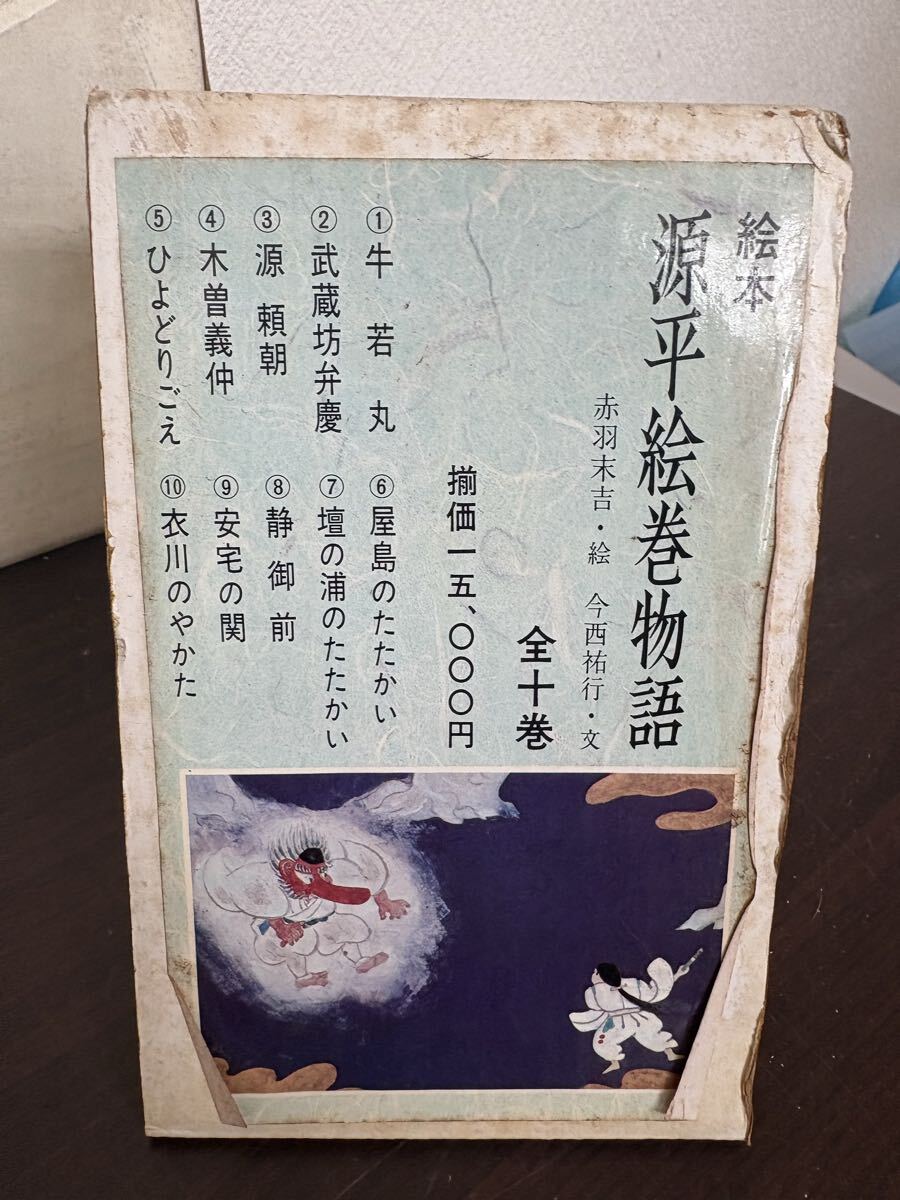 絵本
源平絵巻物語
赤羽末吉・絵 今西祐行・文
全十巻
揃価一五、〇〇〇円
①牛若丸
②武蔵坊弁慶
③源頼朝
④木曽義仲
⑤ひよどりごえ
⑥屋島のたたかい
⑦壇の浦のたたかい
⑧静御前
⑨安宅の関
⑩衣川のやかた